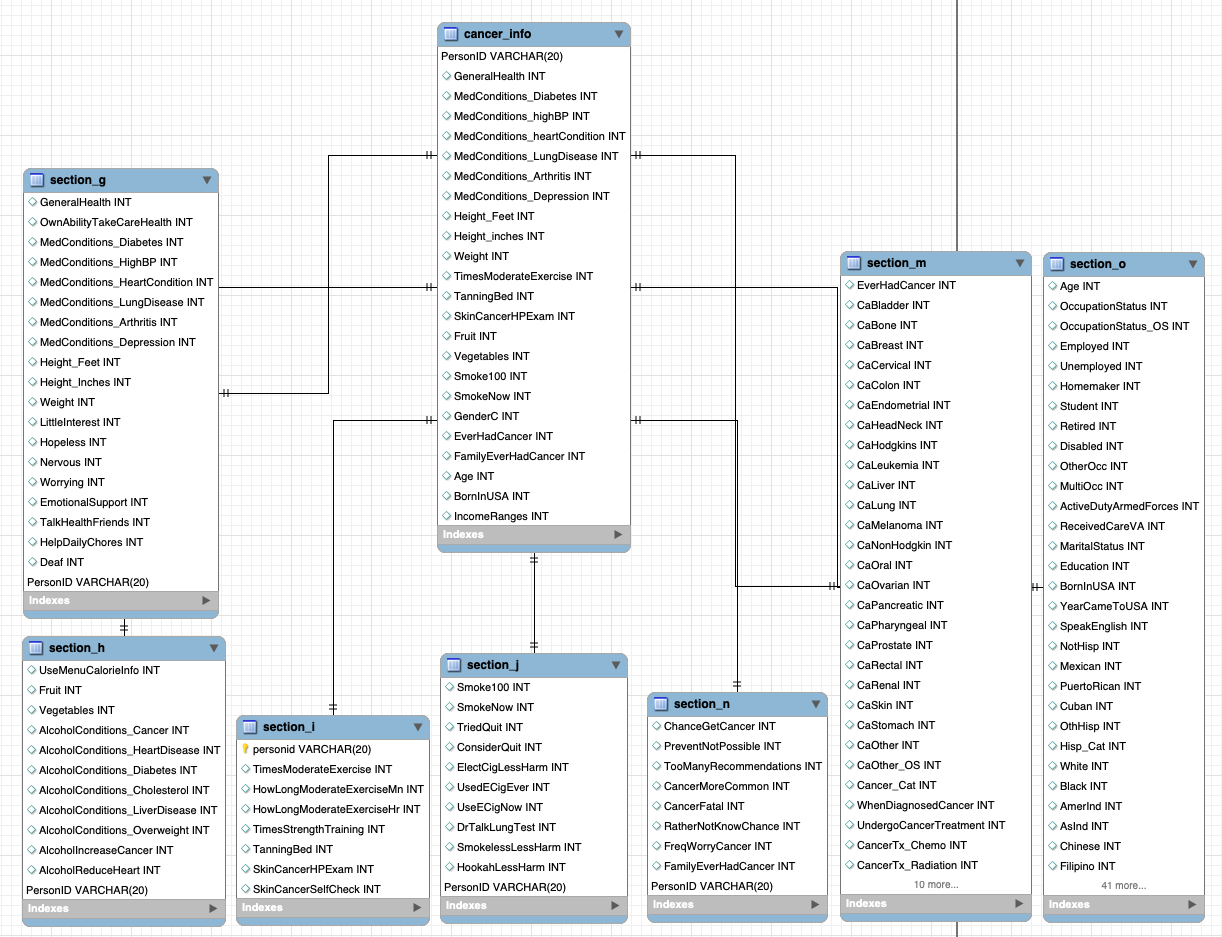 cancer_info
PersonID VARCHAR(20)
GeneralHealth INT
MedConditions_Diabetes INT
MedConditions_highBP INT
MedConditions_heartCondition INT
MedConditions_LungDisease INT
MedConditions_Arthritis INT
MedConditions_Depression INT
Height_Feet INT
Height_inches INT
Weight INT
TimesModerateExercise INT
TanningBed INT
SkinCancerHPExam INT
Fruit INT
Vegetables INT
Smoke100 INT
SmokeNow INT
GenderC INT
EverHadCancer INT
FamilyEverHadCancer INT
Age INT
BornInUSA INT
IncomeRanges INT
Indexes
section_g
GeneralHealth INT
OwnAbilityTakeCareHealth INT
MedConditions_Diabetes INT
MedConditions_HighBP INT
MedConditions_HeartCondition INT
MedConditions_LungDisease INT
MedConditions_Arthritis INT
MedConditions_Depression INT
Height_Feet INT
Height_Inches INT
Weight INT
LittleInterest INT
Hopeless INT
Nervous INT
Worrying INT
EmotionalSupport INT
TalkHealthFriends INT
HelpDailyChores INT
Deaf INT
PersonID VARCHAR(20)
Indexes
section_h
UseMenuCalorieInfo INT
Fruit INT
Vegetables INT
AlcoholConditions_Cancer INT
AlcoholConditions_HeartDisease INT
AlcoholConditions_Diabetes INT
AlcoholConditions_Cholesterol INT
AlcoholConditions_LiverDisease INT
AlcoholConditions_Overweight INT
AlcoholIncreaseCancer INT
AlcoholReduceHeart INT
PersonID VARCHAR(20)
Indexes
section_i
personid VARCHAR(20)
TimesModerateExercise INT
HowLongModerateExerciseMn INT
HowLongModerateExerciseHr INT
TimesStrengthTraining INT
TanningBed INT
SkinCancerHPExam INT
SkinCancerSelfCheck INT
Indexes
section_j
Smoke100 INT
SmokeNow INT
TriedQuit INT
ConsiderQuit INT
ElectCigLessHarm INT
UsedECigEver INT
UseECigNow INT
DrTalkLungTest INT
SmokelessLessHarm INT
HookahLessHarm INT
PersonID VARCHAR(20)
Indexes
section_n
ChanceGetCancer INT
PreventNotPossible INT
TooManyRecommendations INT
CancerMoreCommon INT
CancerFatal INT
RatherNotKnowChance INT
FreqWorryCancer INT
FamilyEverHadCancer INT
PersonID VARCHAR(20)
Indexes
section_m
EverHadCancer INT
CaBladder INT
CaBone INT
CaBreast INT
CaCervical INT
CaColon INT
CaEndometrial INT
CaHeadNeck INT
CaHodgkins INT
CaLeukemia INT
CaLiver INT
CaLung INT
CaMelanoma INT
CaNonHodgkin INT
CaOral INT
CaOvarian INT
CaPancreatic INT
CaPharyngeal INT
CaProstate INT
CaRectal INT
CaRenal INT
CaSkin INT
CaStomach INT
CaOther INT
CaOther_OS INT
Cancer_Cat INT
WhenDiagnosedCancer INT
UndergoCancerTreatment INT
CancerTx_Chemo INT
CancerTx_Radiation INT
10 more...
Indexes
section_o
Age INT
OccupationStatus INT
OccupationStatus_OS INT
Employed INT
Unemployed INT
Homemaker INT
Student INT
Retired INT
Disabled INT
OtherOcc INT
MultiOcc INT
ActiveDutyArmedForces INT
ReceivedCareVA INT
MaritalStatus INT
Education INT
BornInUSA INT
YearCameToUSA INT
SpeakEnglish INT
NotHisp INT
Mexican INT
PuertoRican INT
Cuban INT
OthHisp INT
Hisp_Cat INT
White INT
Black INT
AmerInd INT
AsInd INT
Chinese INT
Filipino INT
41 more...
Indexes